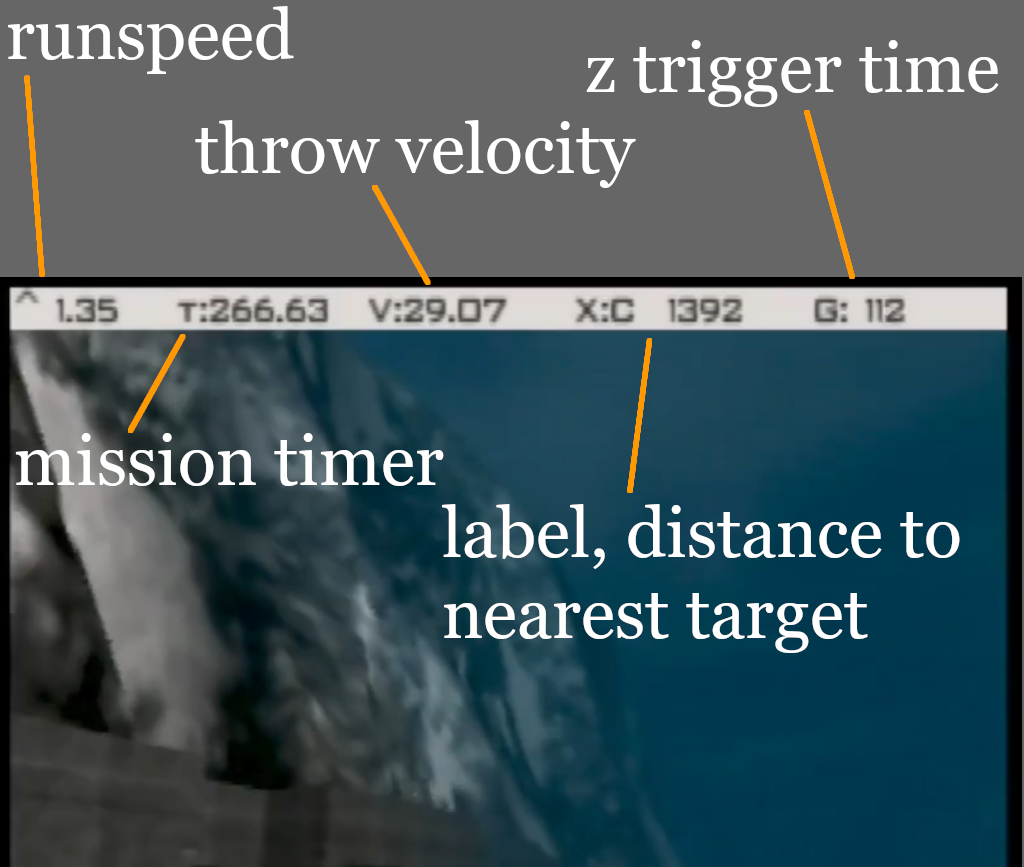 runspeed
z trigger time
throw velocity
^ 1.35 T:266.63 V:29.07 X:C 1392 G: 112
mission timer
label, distance to
nearest target